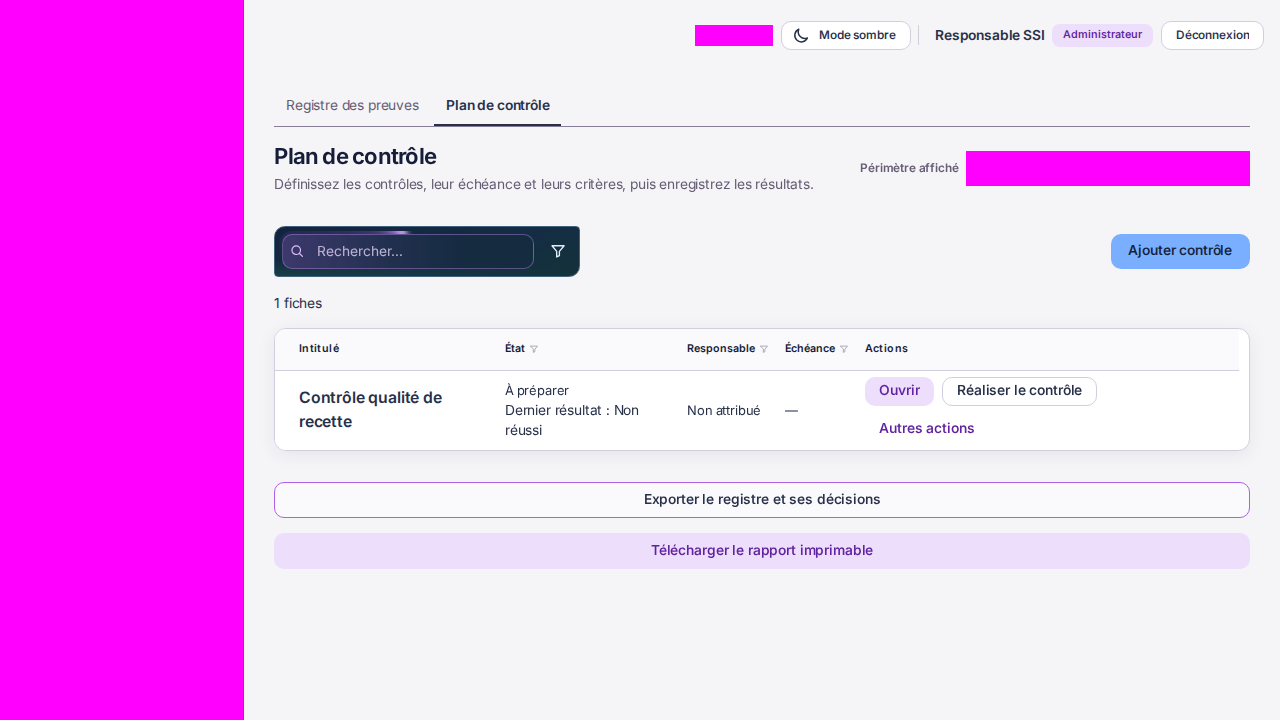 Mode sombre
Responsable SSI
Administrateur
Déconnexion
Registre des preuves
Plan de contrôle
Plan de contrôle
Définissez les contrôles, leur échéance et leurs critères, puis enregistrez les résultats.
Périmètre affiché
Rechercher...
Ajouter contrôle
1 fiches
Intitulé
État
Responsable
Échéance
Actions
Contrôle qualité de
recette
À préparer
Dernier résultat : Non
réussi
Non attribué
—
Ouvrir
Réaliser le contrôle
Autres actions
Exporter le registre et ses décisions
Télécharger le rapport imprimable